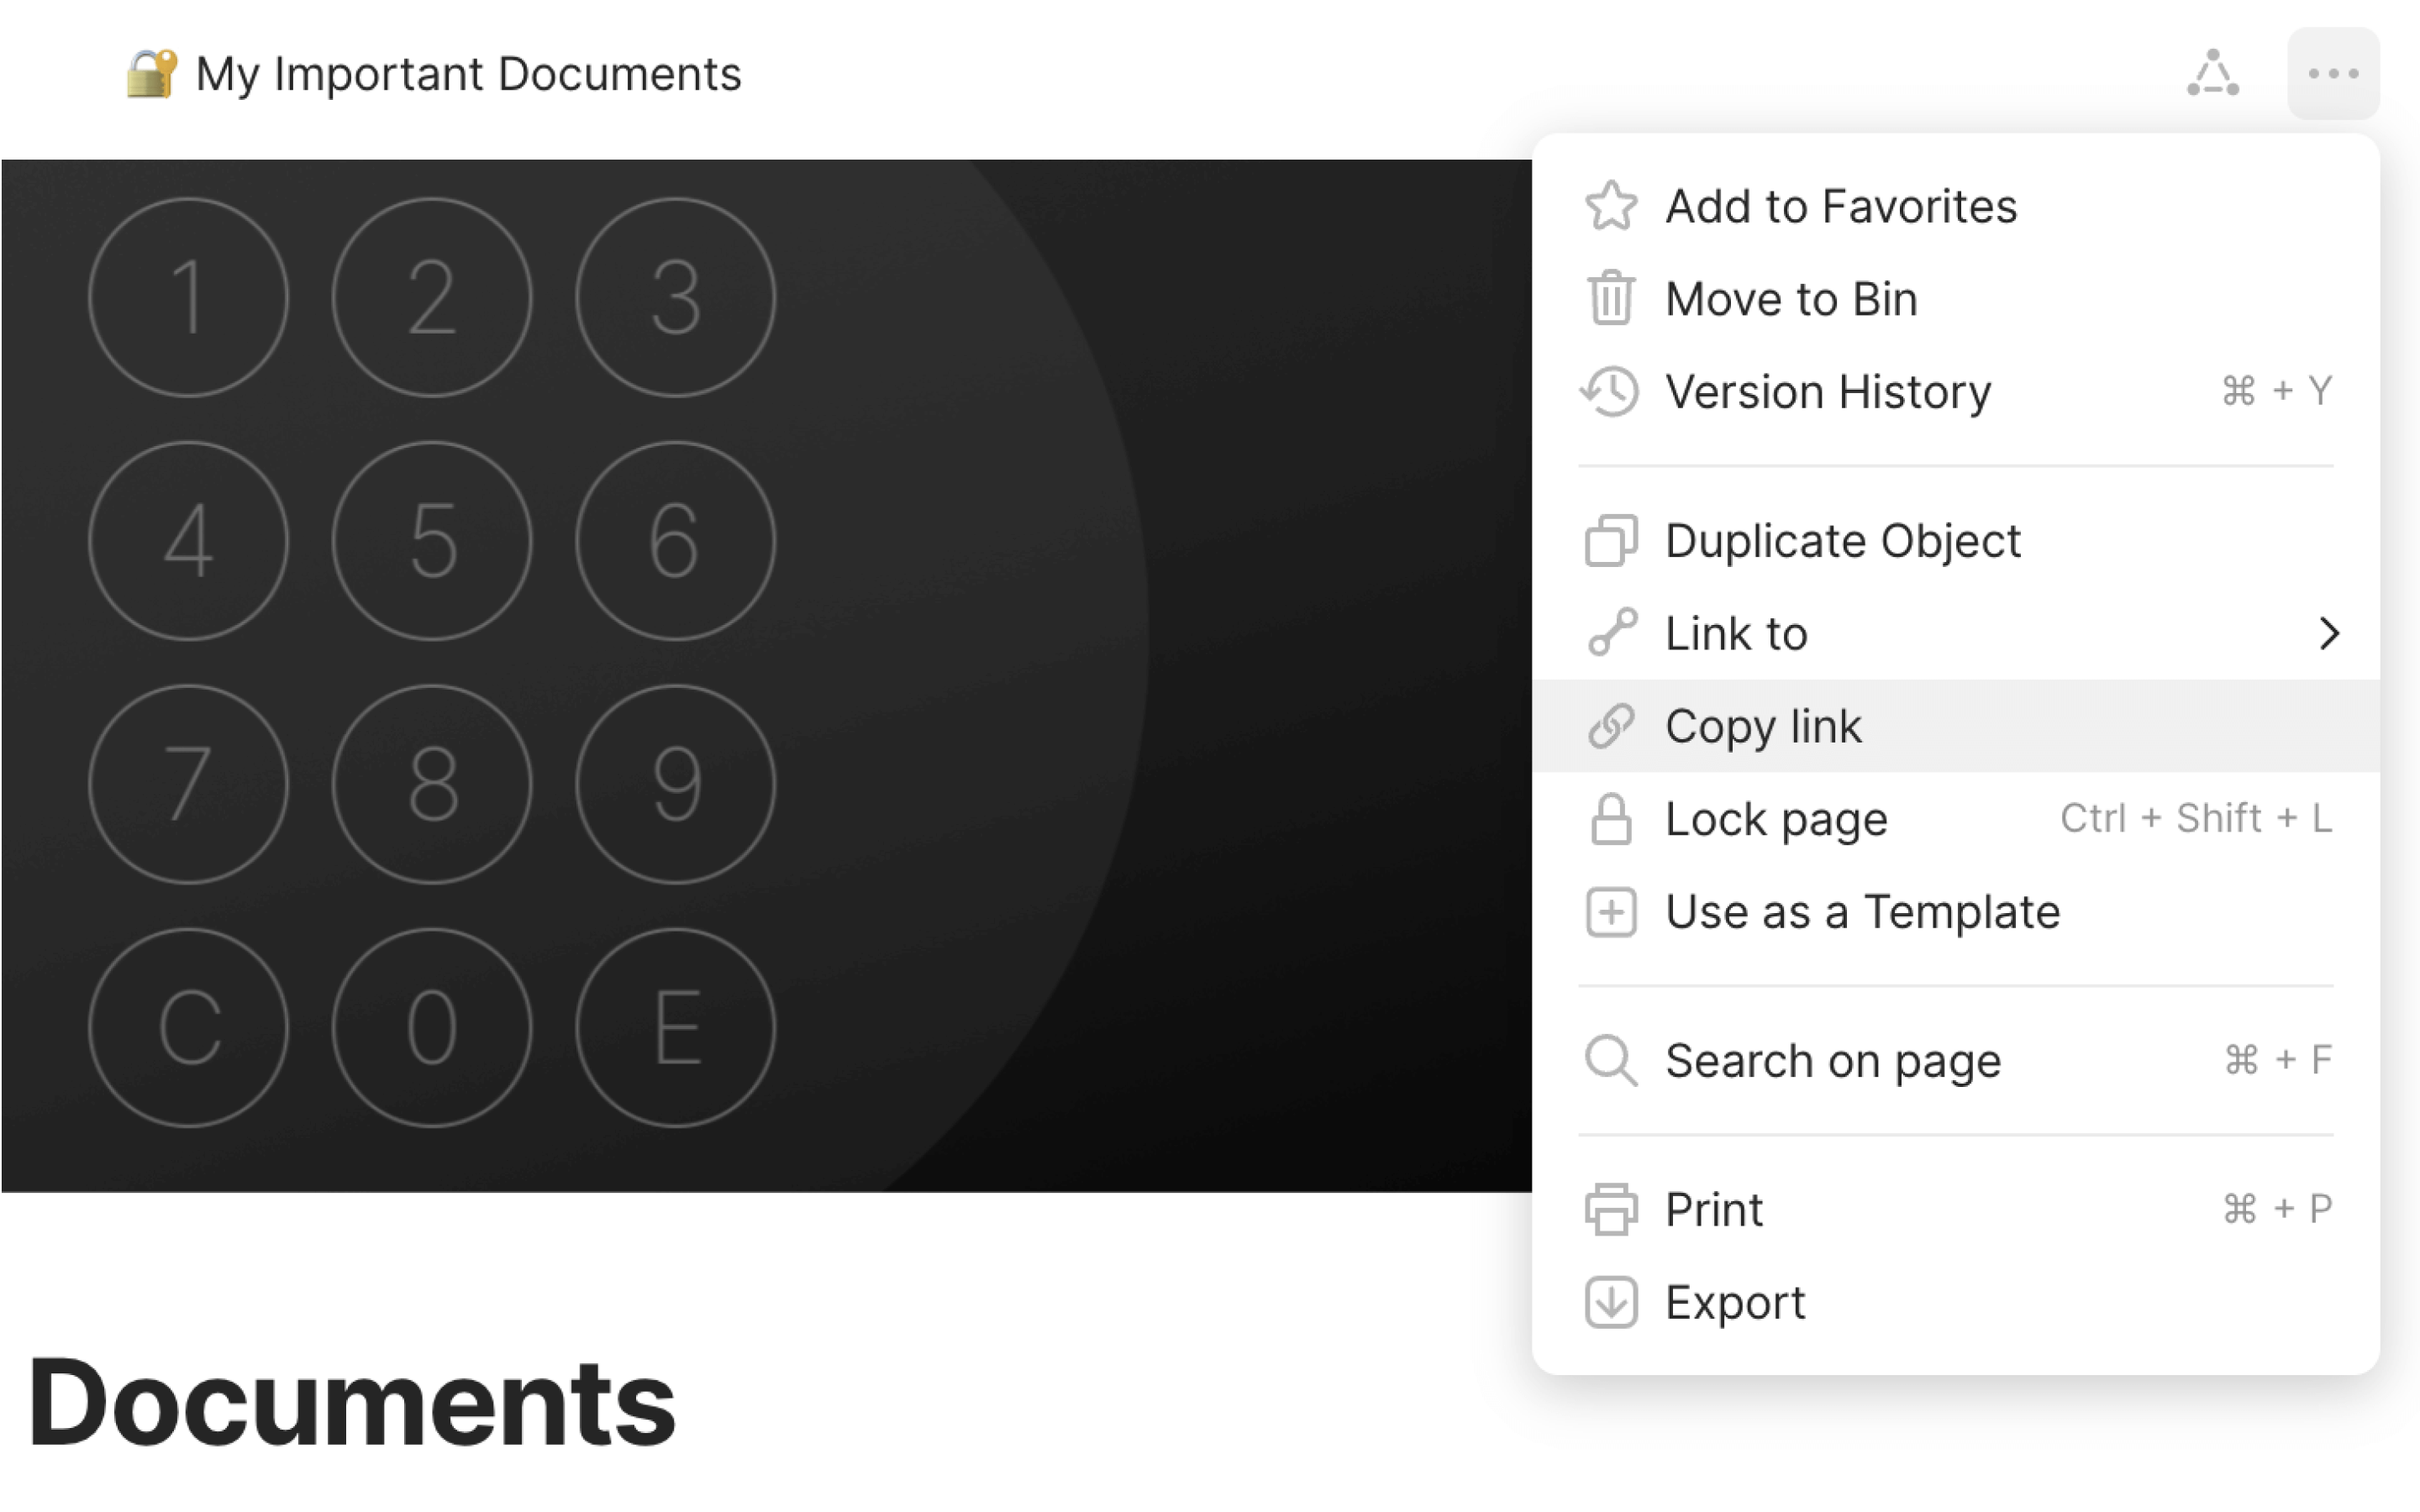 My Important Documents
1 2 3
4 5 6
7 8 9
C 0 E
Add to Favorites
Move to Bin
Version History ⌘ + Y
Duplicate Object
Link to
Copy link
Lock page Ctrl + Shift + L
Use as a Template
Search on page ⌘ + F
Print ⌘ + P
Export
Documents